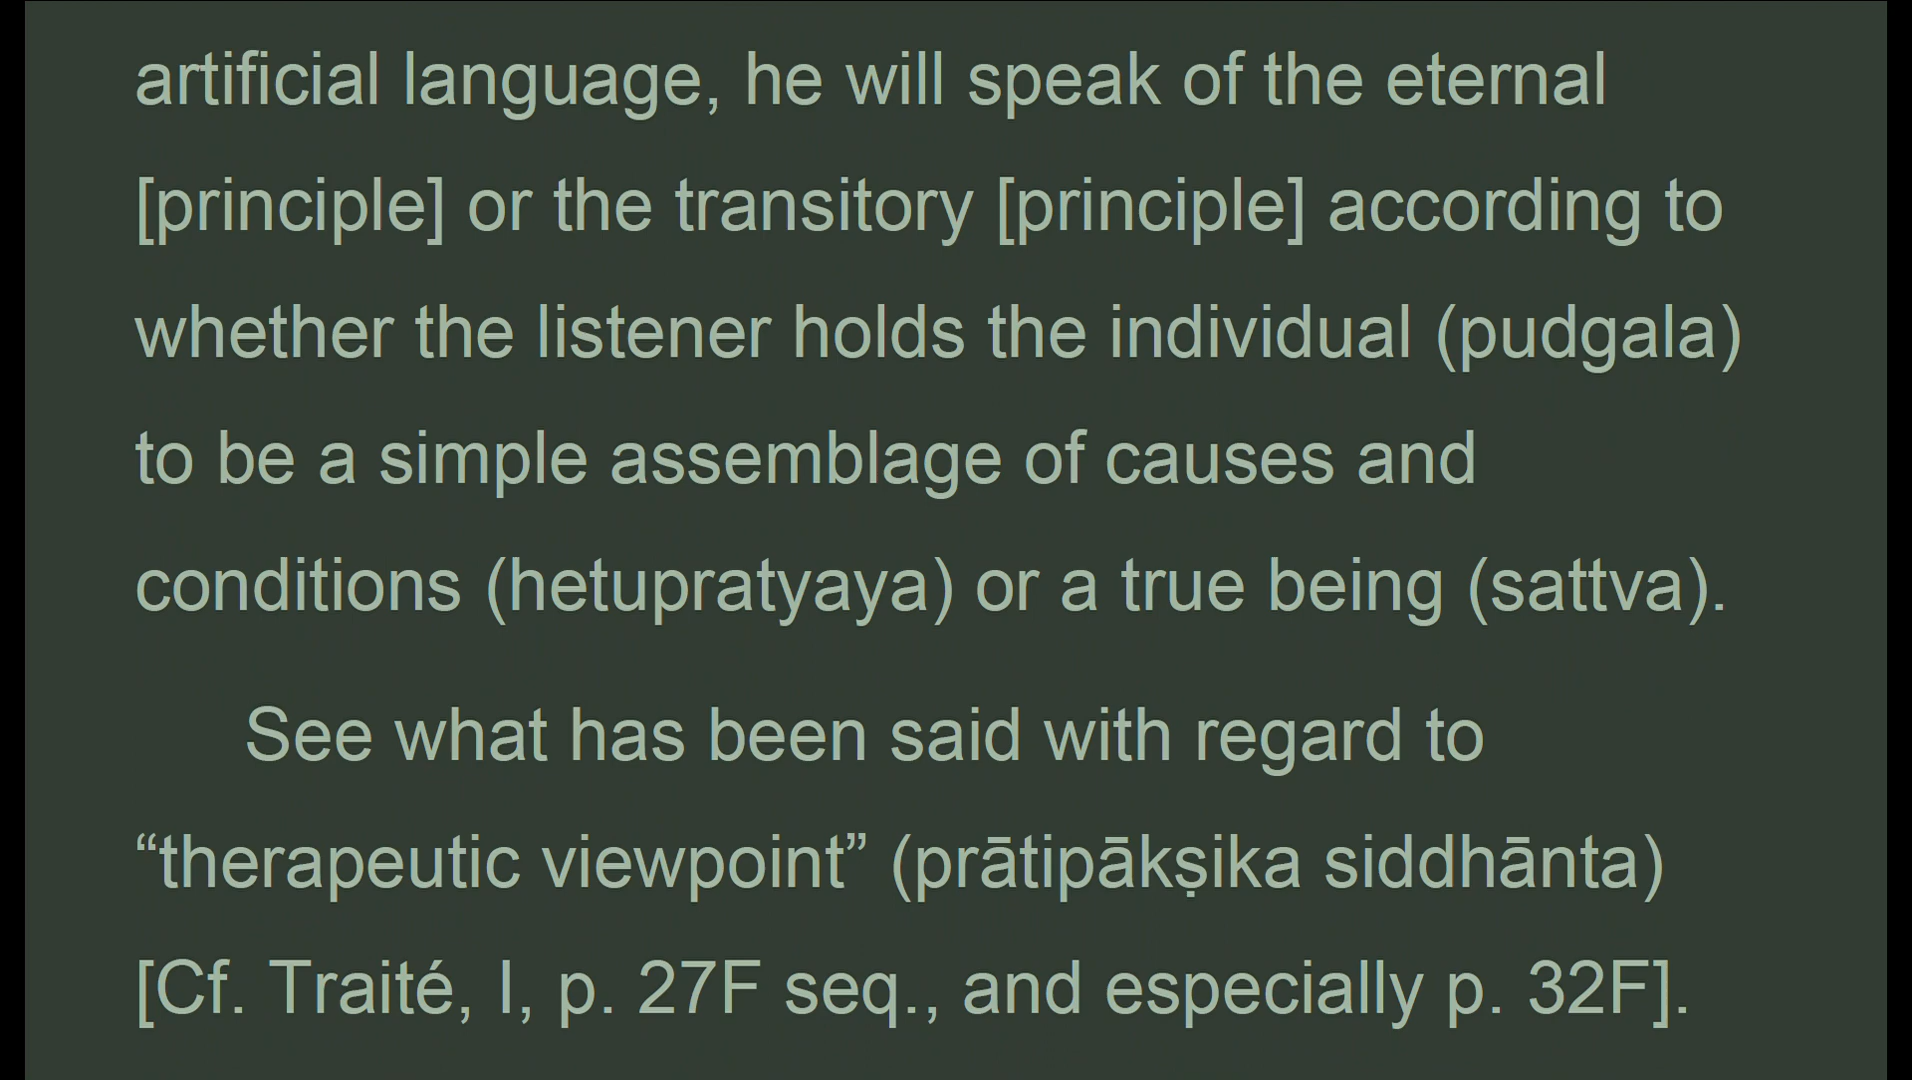 artificial language, he will speak of the eternal
[principle] or the transitory [principle] according to
whether the listener holds the individual (pudgala)
to be a simple assemblage of causes and
conditions (hetupratyaya) or a true being (sattva).
See what has been said with regard to
“therapeutic viewpoint” (prātipākṣika siddhānta)
[Cf. Traité, I, p. 27F seq., and especially p. 32F].